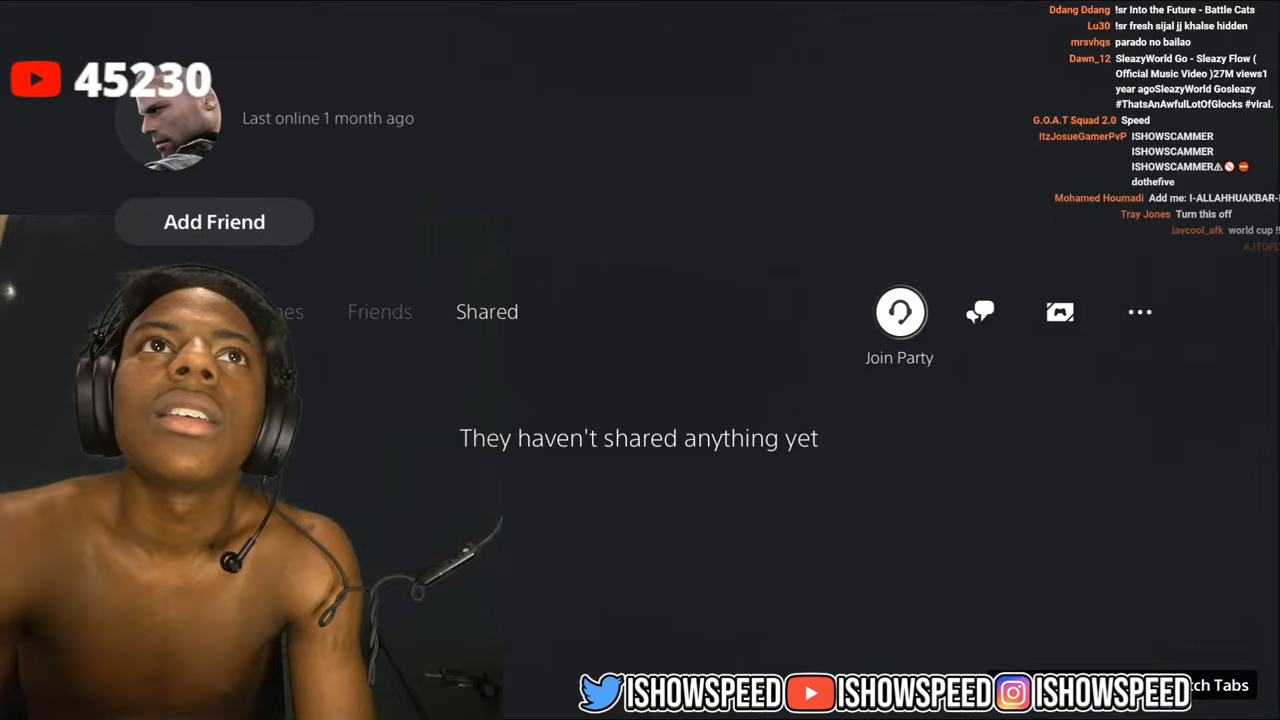 45230
Last online 1 month ago
Add Friend
Friends
Shared
Join Party
They haven't shared anything yet
Ddang Ddang !sr Into the Future - Battle Cats
Lu30 !sr fresh sijal jj khalse hidden
mrsvhqs parado no bailao
Dawn_12 SleazyWorld Go - Sleazy Flow (
Official Music Video )27M views1
year agoSleazyWorld Gosleazy
#ThatsAnAwfulLotOfGlocks #viral.
G.O.A.T Squad 2.0 Speed
ItzJosueGamerPvP ISHOWSCAMMER
ISHOWSCAMMER
ISHOWSCAMMER⚠🚫⛔
dothefive
Mohamed Houmadi Add me: I-ALLAHHUAKBAR-
Tray Jones Turn this off
jaycool_afk world cup !!
ISHOWSPEED ISHOWSPEED ISHOWSPEED
Tabs